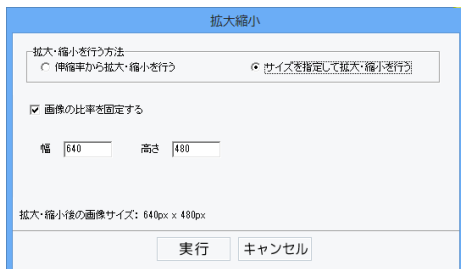 拡大縮小
拡大・縮小を行う方法
伸縮率から拡大・縮小を行う
サイズを指定して拡大・縮小を行う
画像の比率を固定する
幅 640 高さ 480
拡大・縮小後の画像サイズ: 640px x 480px
実行 キャンセル